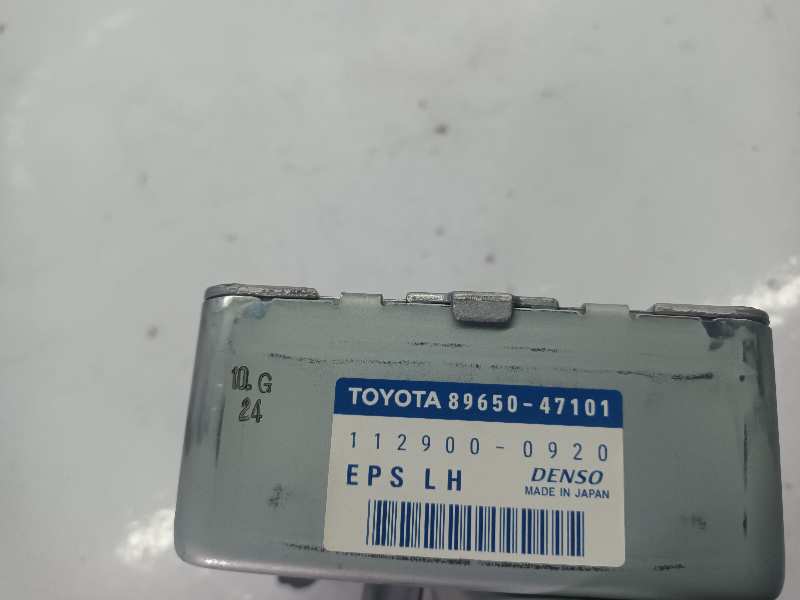 10. G
24
TOYOTA 89650-47101
112900-0920
EPS LH DENSO
MADE IN JAPAN